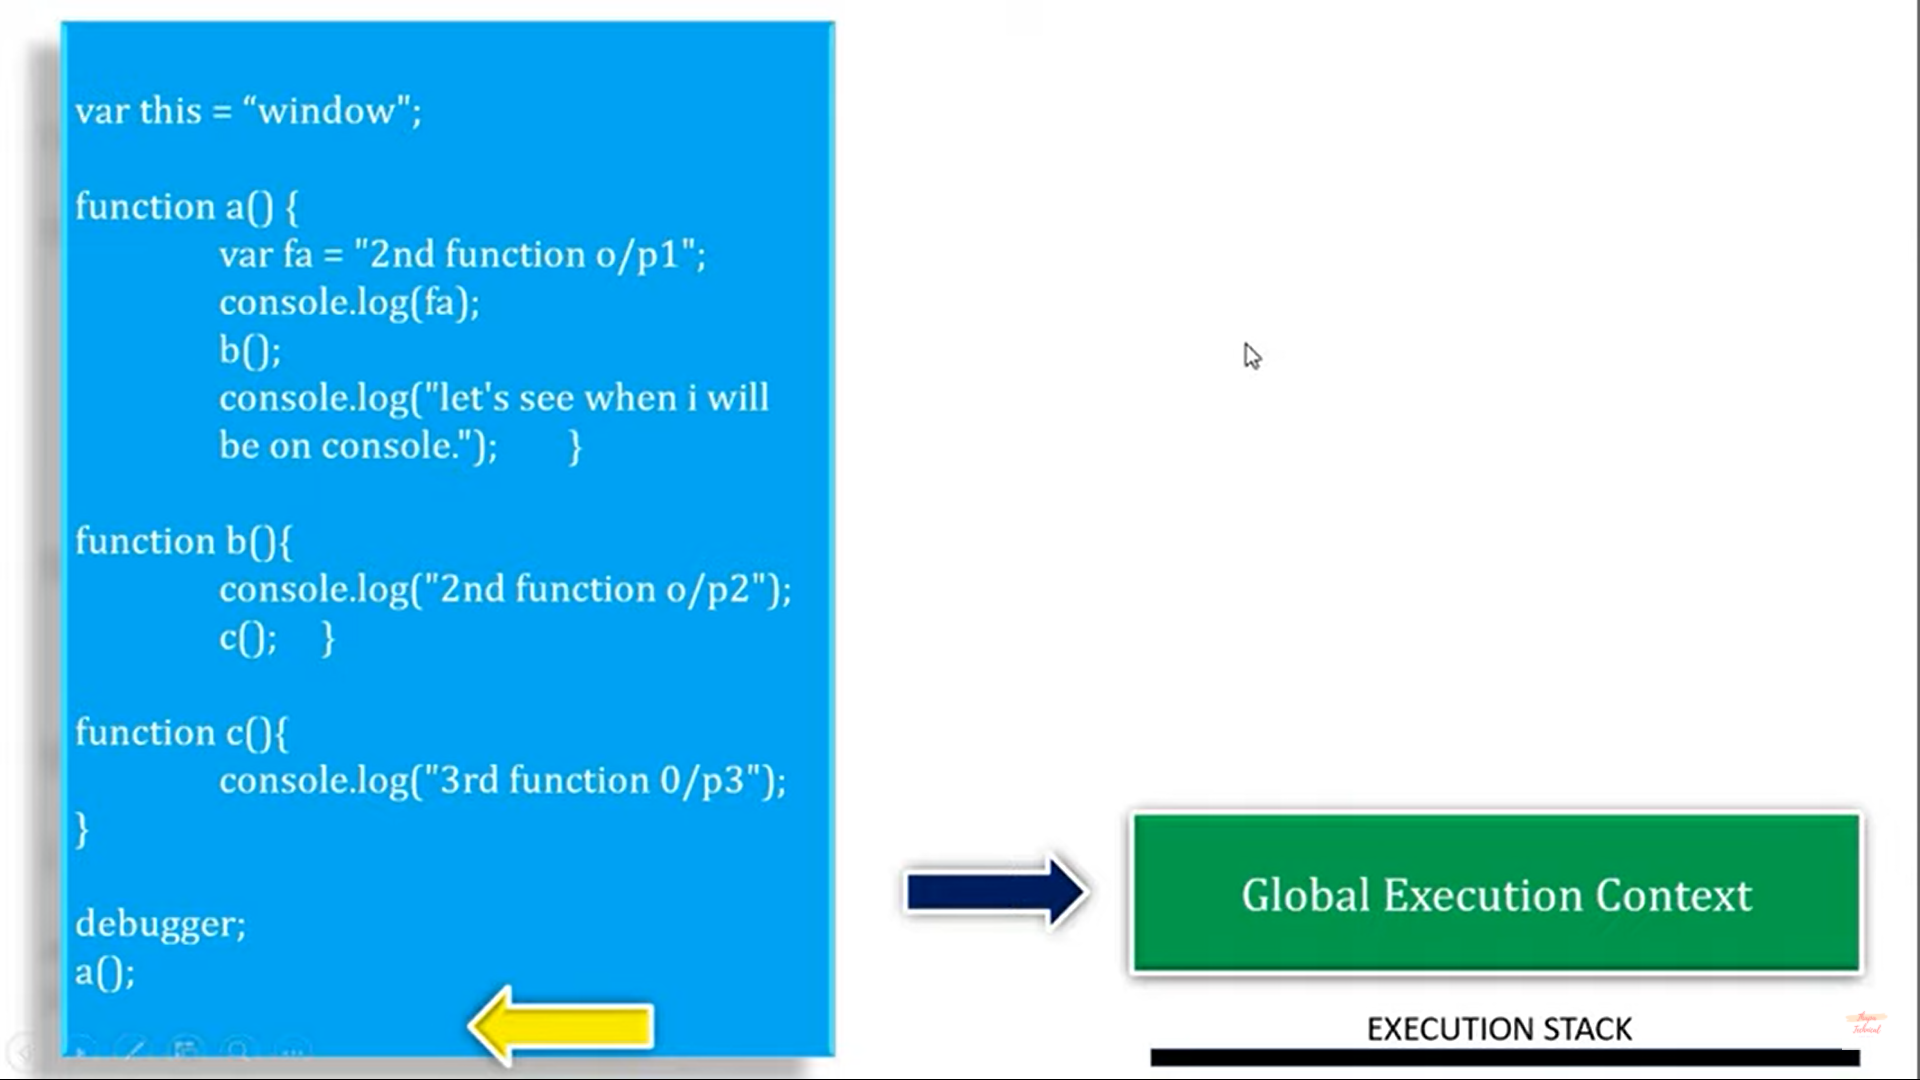 var this = “window";
function a() {
var fa = "2nd function o/p1";
console.log(fa);
b();
console.log("let's see when i will
be on console."); }
function b(){
console.log("2nd function o/p2");
c(); }
function c(){
console.log("3rd function 0/p3");
}
debugger;
a();
Global Execution Context
EXECUTION STACK